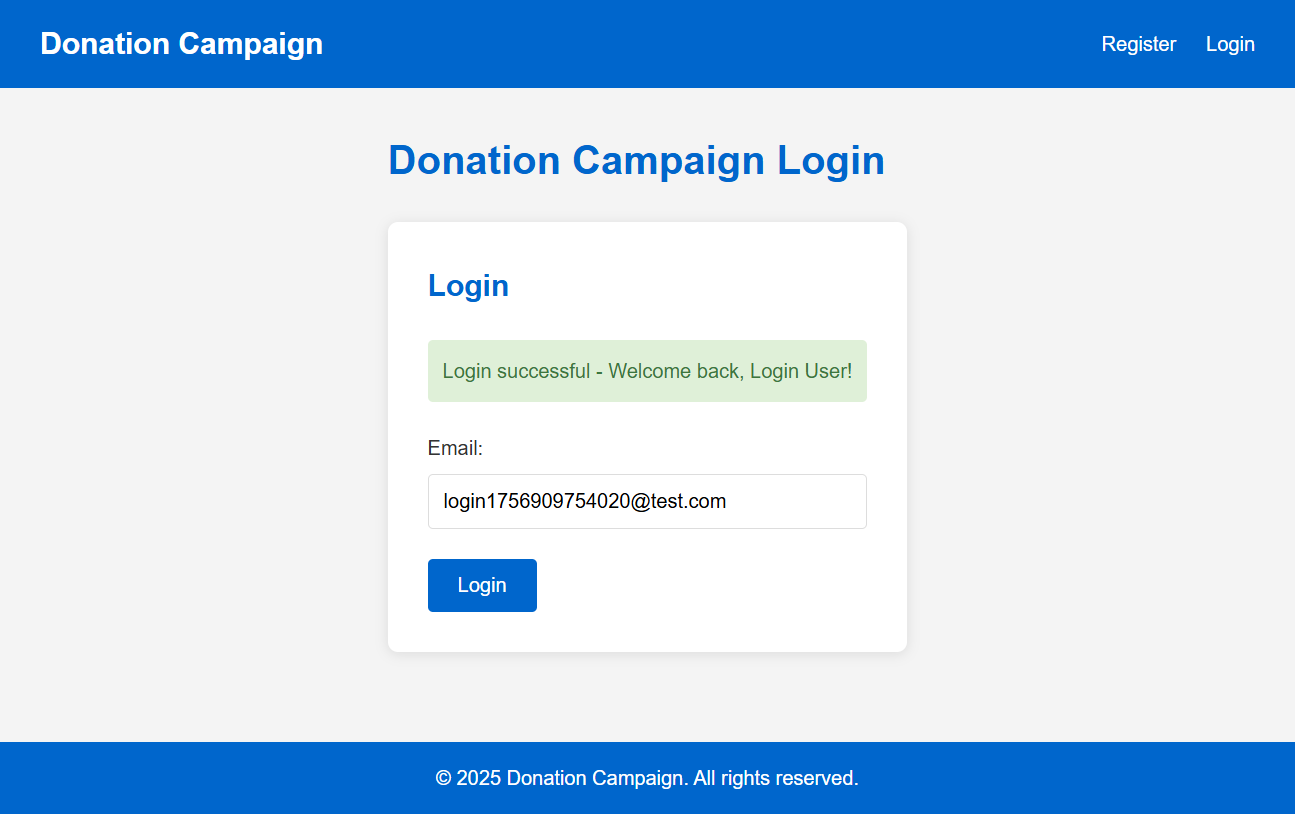 Donation Campaign
Register Login
Donation Campaign Login
Login
Login successful - Welcome back, Login User!
Email:
login1756909754020@test.com
Login
© 2025 Donation Campaign. All rights reserved.